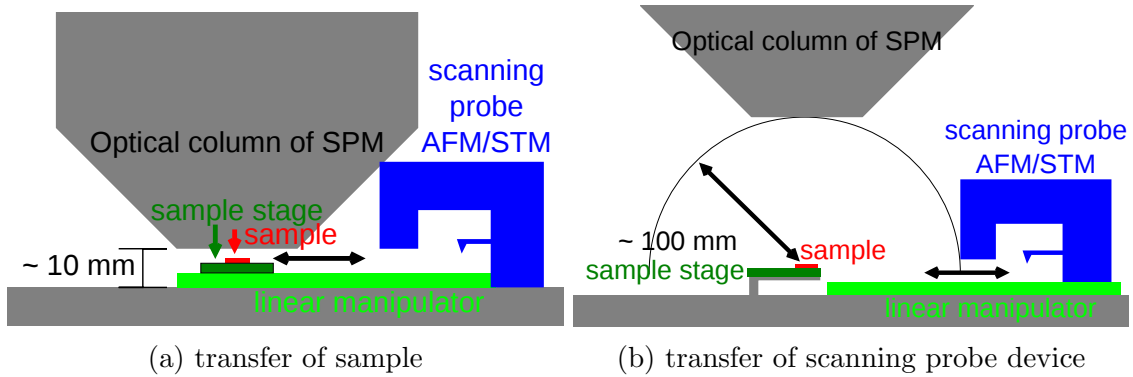 Optical column of SPM
scanning
probe
AFM/STM
sample stage
sample
~ 10 mm
linear manipulator
(a) transfer of sample
Optical column of SPM
scanning probe
AFM/STM
~ 100 mm
sample
sample stage
linear manipulator
(b) transfer of scanning probe device